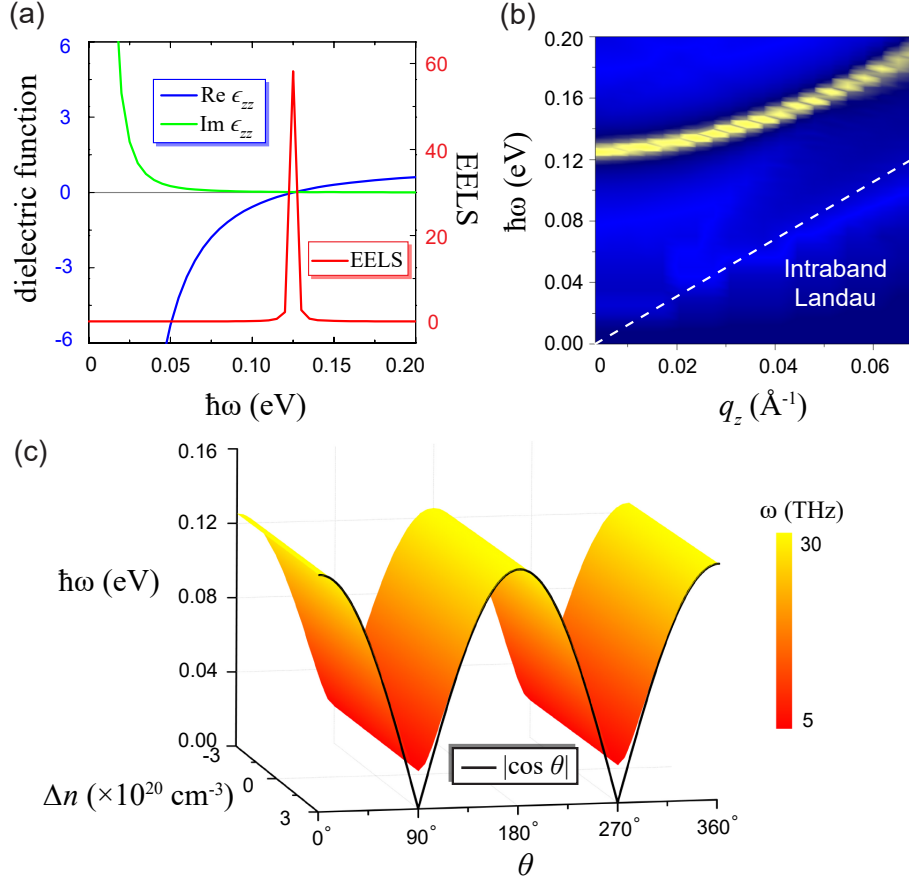 (a)
6
3
0
-3
-6
dielectric function
Re ϵzz
Im ϵzz
EELS
60
40
20
0
EELS
0
0.05
0.10
0.15
0.20
ħω (eV)
(b)
0.20
0.16
0.12
0.08
0.04
0.00
ħω (eV)
Intraband
Landau
0
0.02
0.04
0.06
qz (Å-1)
(c)
0.16
0.12
0.08
0.04
0.00
ħω (eV)
-3
0
3
Δn (×10²⁰ cm⁻³)
|cos θ|
0°
90°
180°
270°
360°
θ
ω (THz)
30
5